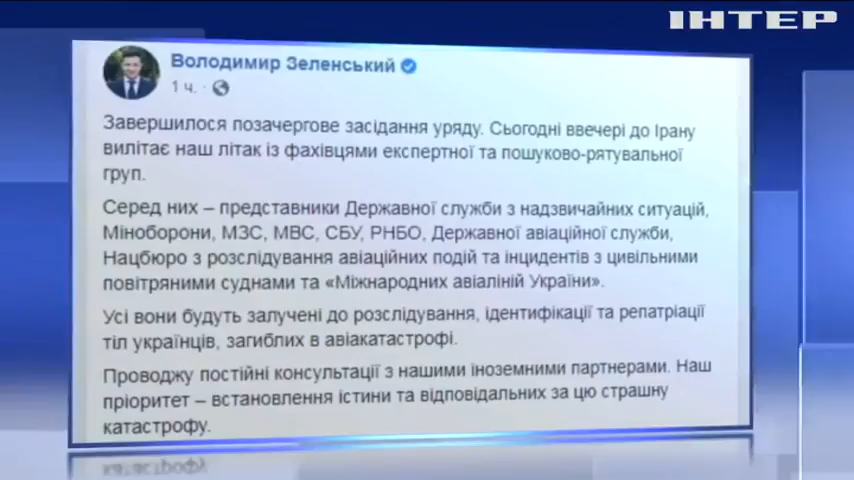 ІНТЕР
Володимир Зеленський
1 ч. ·
Завершилося позачергове засідання уряду. Сьогодні ввечері до Ірану
вилітає наш літак із фахівцями експертної та пошуково-рятувальної
груп.
Серед них – представники Державної служби з надзвичайних ситуацій,
Міноборони, МЗС, МВС, СБУ, РНБО, Державної авіаційної служби,
Нацбюро з розслідування авіаційних подій та інцидентів з цивільними
повітряними суднами та «Міжнародних авіаліній України».
Усі вони будуть залучені до розслідування, ідентифікації та репатріації
тіл українців, загиблих в авіакатастрофі.
Проводжу постійні консультації з нашими іноземними партнерами. Наш
пріоритет – встановлення істини та відповідальних за цю страшну
катастрофу.